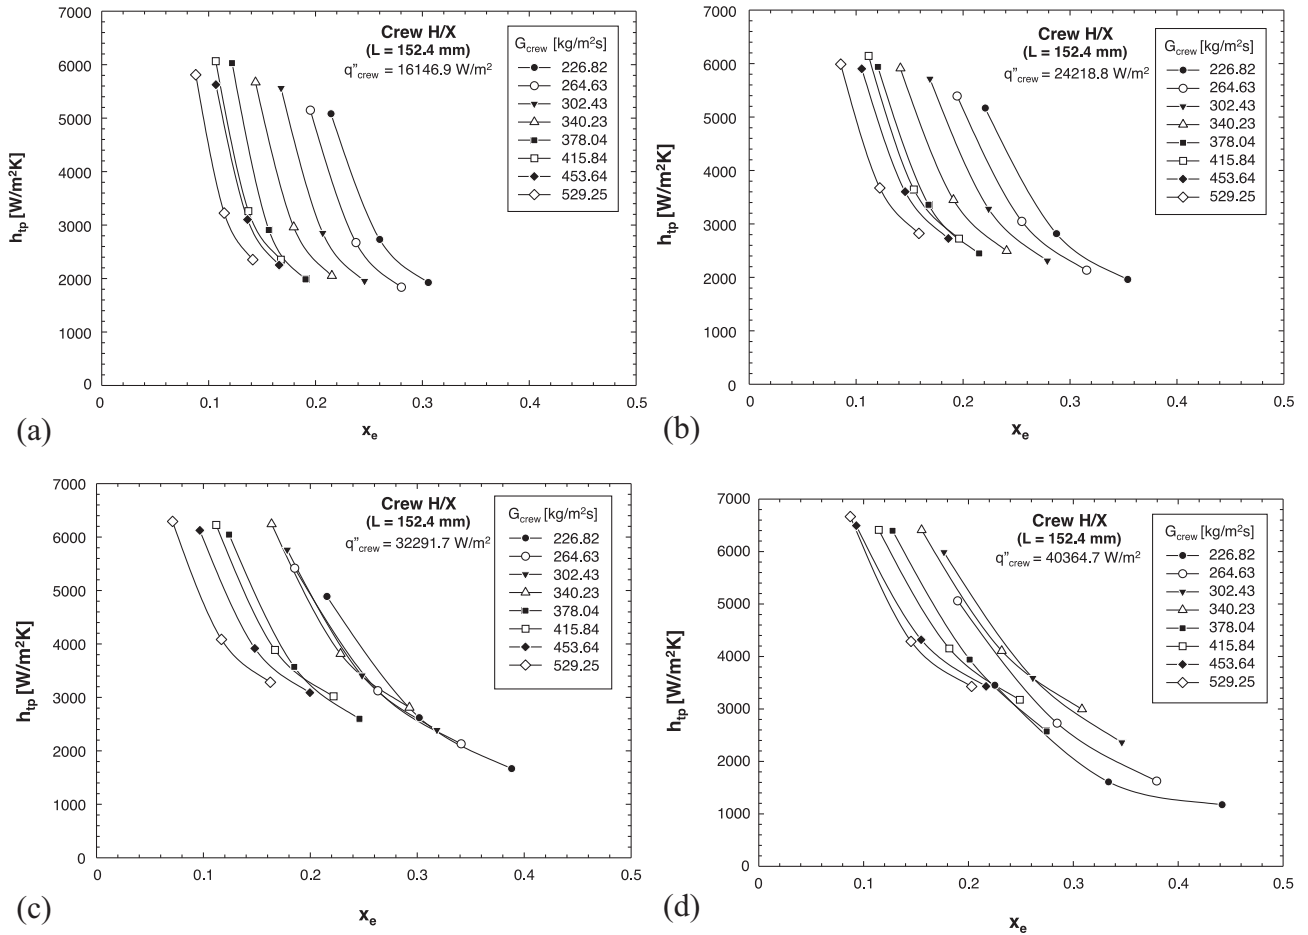 7000
6000
5000
4000
3000
2000
1000
0
h_tp [W/m²K]
Crew H/X
(L = 152.4 mm)
q"_crew = 16146.9 W/m²
G_crew [kg/m²s]
226.82
264.63
302.43
340.23
378.04
415.84
453.64
529.25
0 0.1 0.2 0.3 0.4 0.5
x_e
(a)
7000
6000
5000
4000
3000
2000
1000
0
h_tp [W/m²K]
Crew H/X
(L = 152.4 mm)
q"_crew = 24218.8 W/m²
G_crew [kg/m²s]
226.82
264.63
302.43
340.23
378.04
415.84
453.64
529.25
0 0.1 0.2 0.3 0.4 0.5
x_e
(b)
7000
6000
5000
4000
3000
2000
1000
0
h_tp [W/m²K]
Crew H/X
(L = 152.4 mm)
q"_crew = 32291.7 W/m²
G_crew [kg/m²s]
226.82
264.63
302.43
340.23
378.04
415.84
453.64
529.25
0 0.1 0.2 0.3 0.4 0.5
x_e
(c)
7000
6000
5000
4000
3000
2000
1000
0
h_tp [W/m²K]
Crew H/X
(L = 152.4 mm)
q"_crew = 40364.7 W/m²
G_crew [kg/m²s]
226.82
264.63
302.43
340.23
378.04
415.84
453.64
529.25
0 0.1 0.2 0.3 0.4 0.5
x_e
(d)